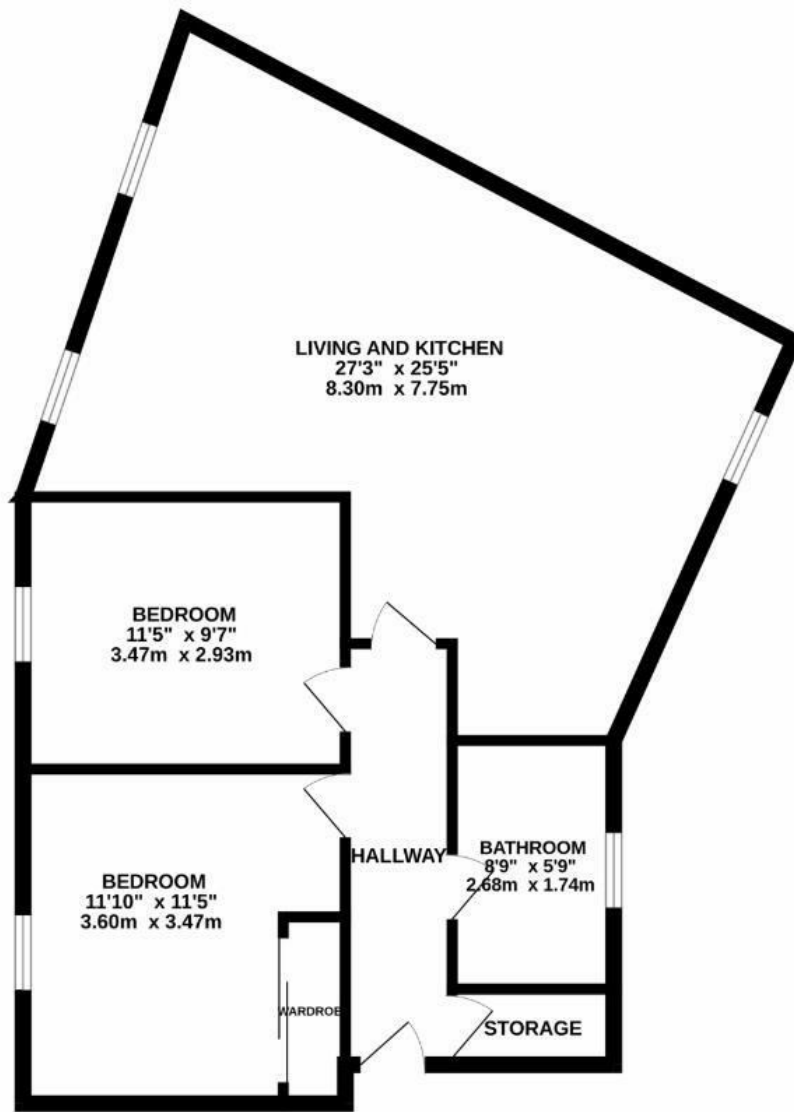 LIVING AND KITCHEN
27'3" x 25'5"
8.30m x 7.75m
BEDROOM
11'5" x 9'7"
3.47m x 2.93m
BEDROOM
11'10" x 11'5"
3.60m x 3.47m
HALLWAY
BATHROOM
8'9" x 5'9"
2.68m x 1.74m
WARDROBE
STORAGE